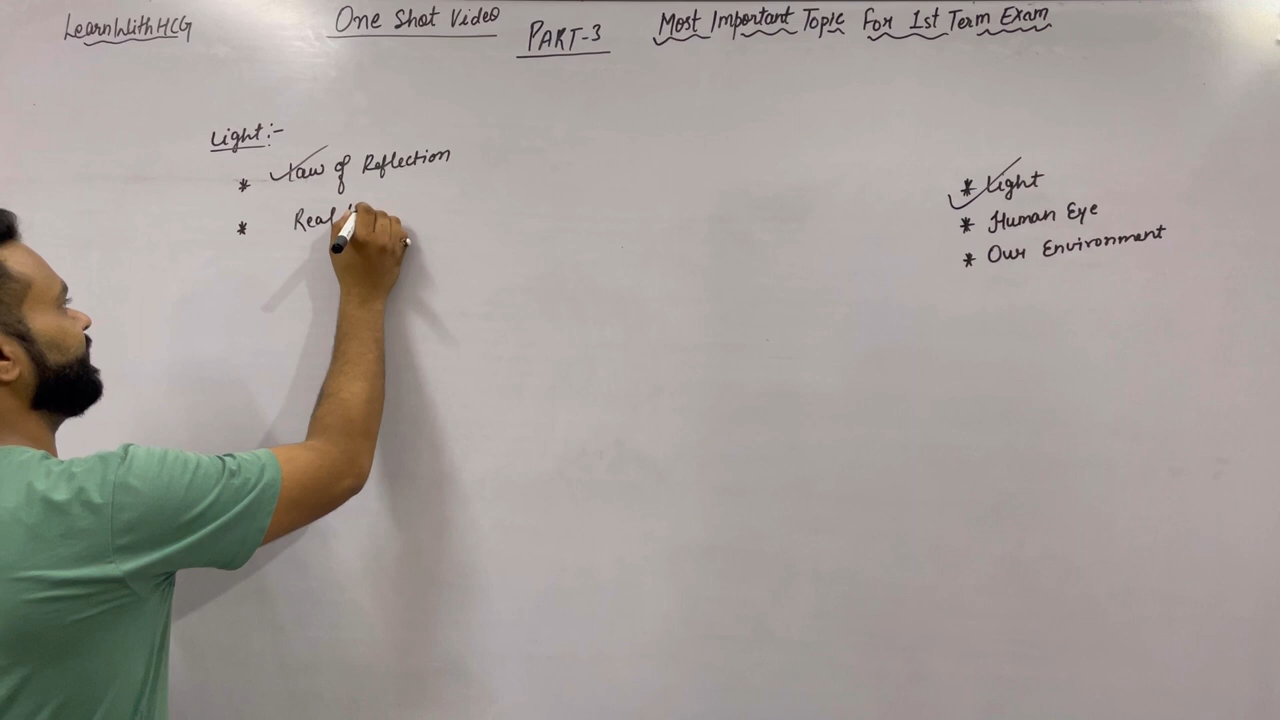 LearnWithHCG
One Shot Video
PART-3
Most Important Topic For 1st Term Exam
Light:-
* Law of Reflection
* Real
* Light
* Human Eye
* Our Environment